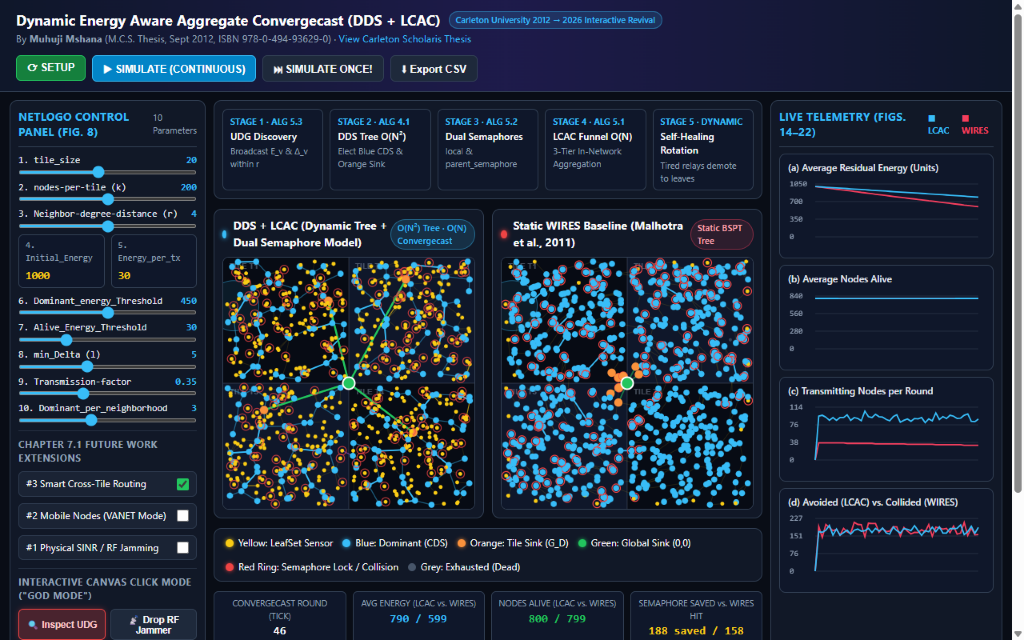 Dynamic Energy Aware Aggregate Convergecast (DDS + LCAC) Carleton University 2012 → 2026 Interactive Revival
By Muhuji Mshana (M.C.S. Thesis, Sept 2012, ISBN 978-0-494-93629-0) · View Carleton Scholaris Thesis
⟳ SETUP ▶ SIMULATE (CONTINUOUS) ⏭ SIMULATE ONCE! ⬇ Export CSV
NETLOGO CONTROL
PANEL (FIG. 8)
10
Parameters
1. tile_size 20
2. nodes-per-tile (k) 200
3. Neighbor-degree-distance (r) 4
4.
Initial_Energy
1000
5.
Energy_per_tx
30
6. Dominant_energy_Threshold 450
7. Alive_Energy_Threshold 30
8. min_Delta (l) 5
9. Transmission-factor 0.35
10. Dominant_per_neighborhood 3
CHAPTER 7.1 FUTURE WORK
EXTENSIONS
#3 Smart Cross-Tile Routing
#2 Mobile Nodes (VANET Mode)
#1 Physical SINR / RF Jamming
INTERACTIVE CANVAS CLICK MODE
("GOD MODE")
Inspect UDG
Drop RF
Jammer
STAGE 1 · ALG 5.3
UDG Discovery
Broadcast E_v & Δ_v
within r
STAGE 2 · ALG 4.1
DDS Tree O(N²)
Elect Blue CDS &
Orange Sink
STAGE 3 · ALG 5.2
Dual Semaphores
local &
parent_semaphore
STAGE 4 · ALG 5.1
LCAC Funnel O(N)
3-Tier In-Network
Aggregation
STAGE 5 · DYNAMIC
Self-Healing
Rotation
Tired relays demote
to leaves
DDS + LCAC (Dynamic Tree +
Dual Semaphore Model)
O(N²) Tree · O(N)
Convergecast
Static WIRES Baseline (Malhotra
et al., 2011)
Static BSPT
Tree
Yellow: LeafSet Sensor Blue: Dominant (CDS) Orange: Tile Sink (G_D) Green: Global Sink (0,0)
Red Ring: Semaphore Lock / Collision Grey: Exhausted (Dead)
CONVERGECAST ROUND
(TICK)
46
AVG ENERGY (LCAC vs. WIRES)
790 / 599
NODES ALIVE (LCAC vs. WIRES)
800 / 799
SEMAPHORE SAVED vs. WIRES
HIT
188 saved / 158
LIVE TELEMETRY (FIGS.
14–22)
LCAC
WIRES
(a) Average Residual Energy (Units)
1050
700
350
0
(b) Average Nodes Alive
840
560
280
0
(c) Transmitting Nodes per Round
114
76
38
0
(d) Avoided (LCAC) vs. Collided (WIRES)
227
151
76
0